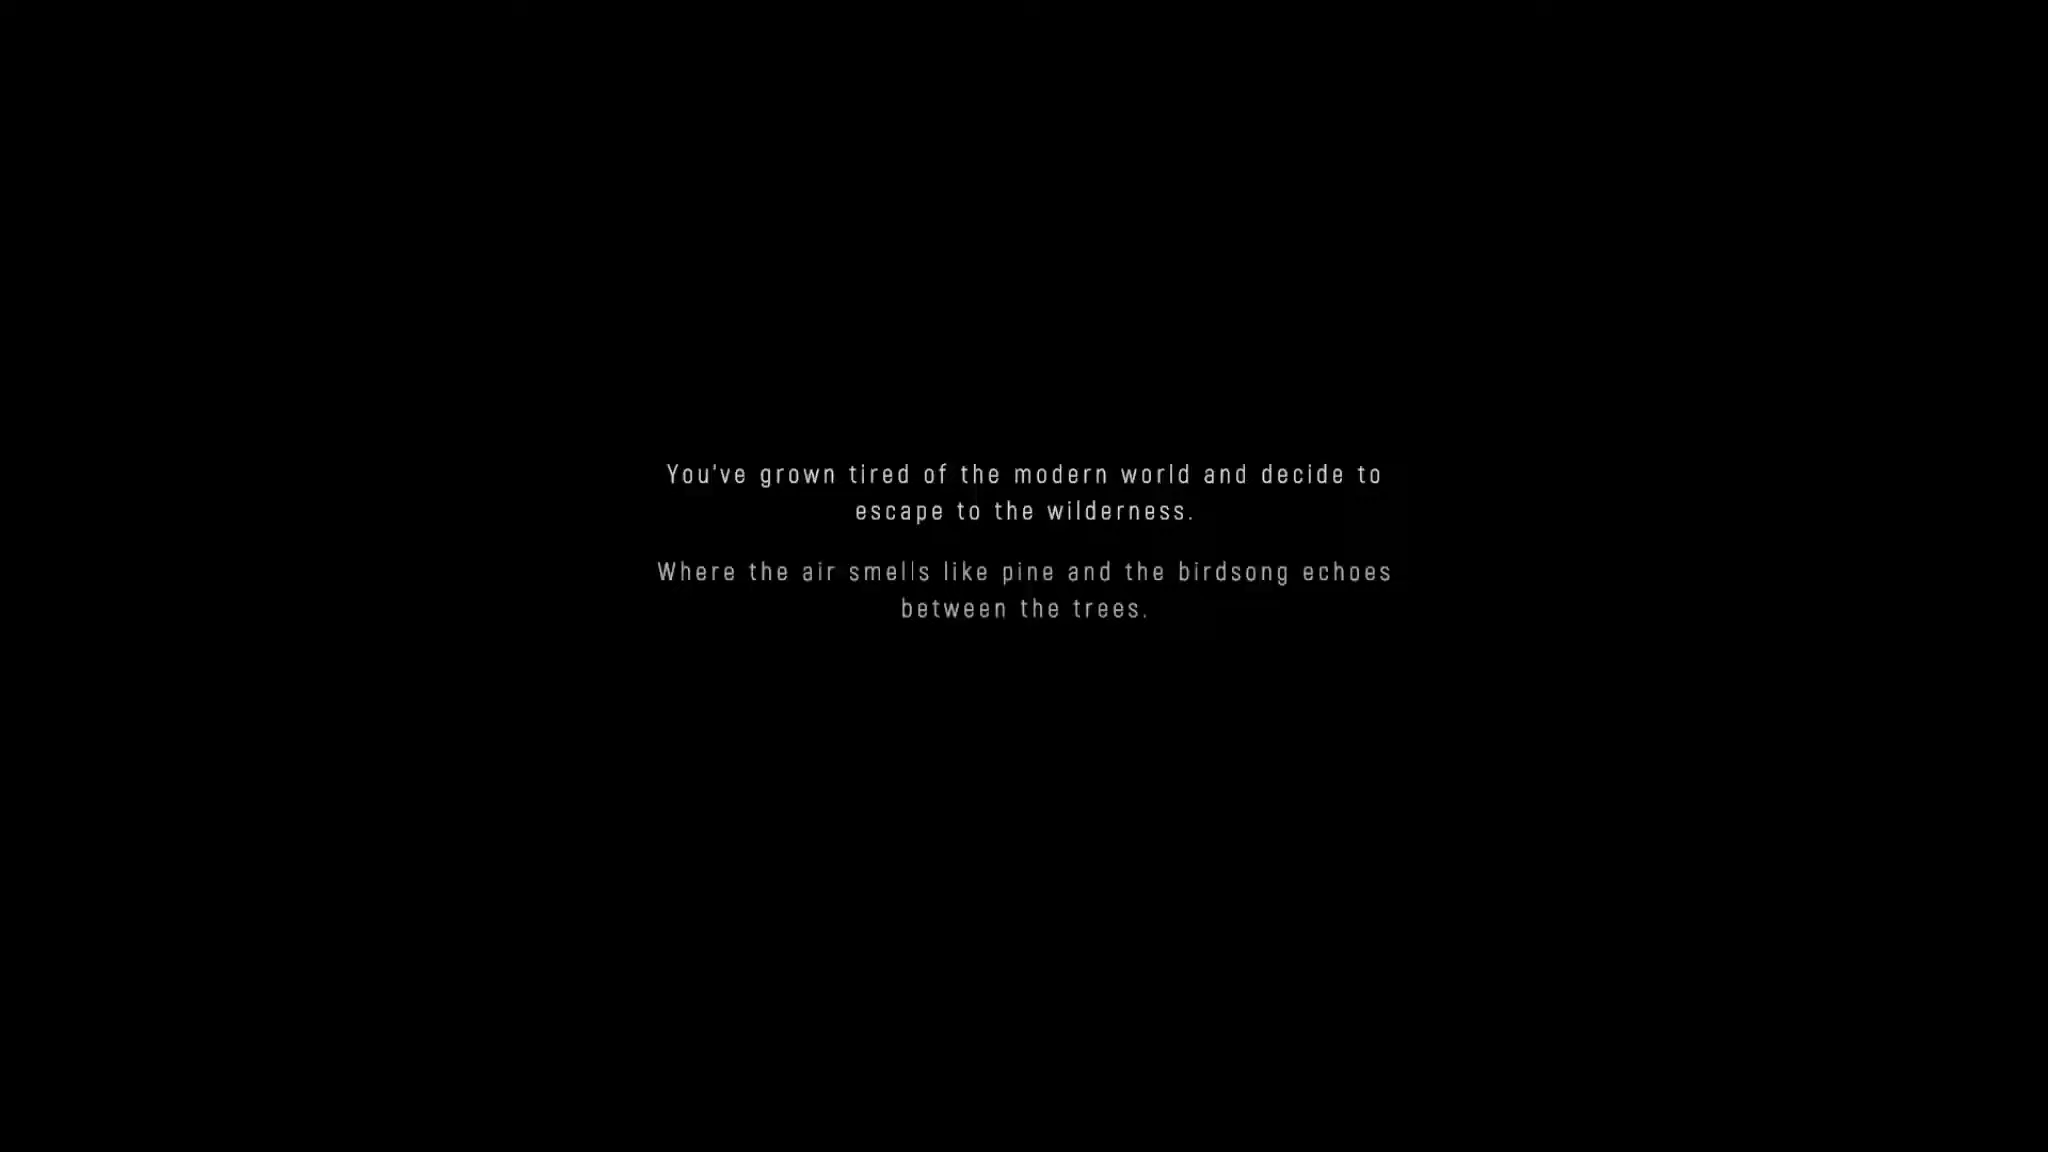 You've grown tired of the modern world and decide to
escape to the wilderness.
Where the air smells like pine and the birdsong echoes
between the trees.